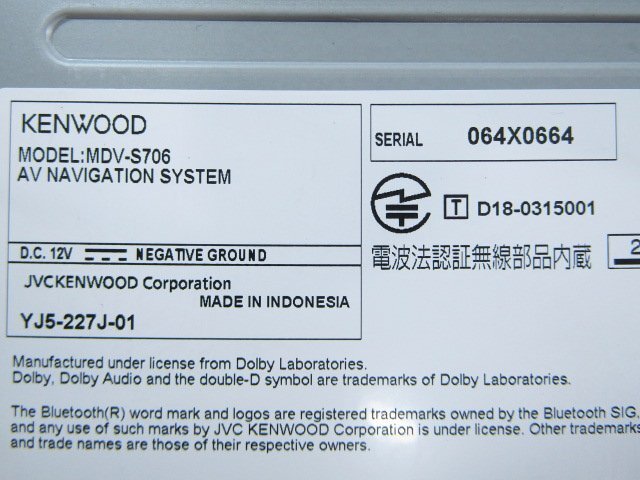 KENWOOD
MODEL:MDV-S706
AV NAVIGATION SYSTEM
D.C. 12V NEGATIVE GROUND
JVCKENWOOD Corporation
MADE IN INDONESIA
YJ5-227J-01
SERIAL 064X0664
T D18-0315001
電波法認証無線部品内蔵
2
Manufactured under license from Dolby Laboratories.
Dolby, Dolby Audio and the double-D symbol are trademarks of Dolby Laboratories.
The Bluetooth(R) word mark and logos are registered trademarks owned by the Bluetooth SIG.
and any use of such marks by JVC KENWOOD Corporation is under license. Other trademarks
and trade names are those of their respective owners.